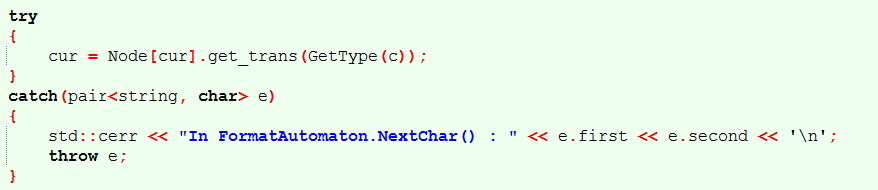 try
{
    cur = Node[cur].get_trans(GetType(c));
}
catch(pair<string, char> e)
{
    std::cerr << "In FormatAutomaton.NextChar() : " << e.first << e.second << '\n';
    throw e;
}